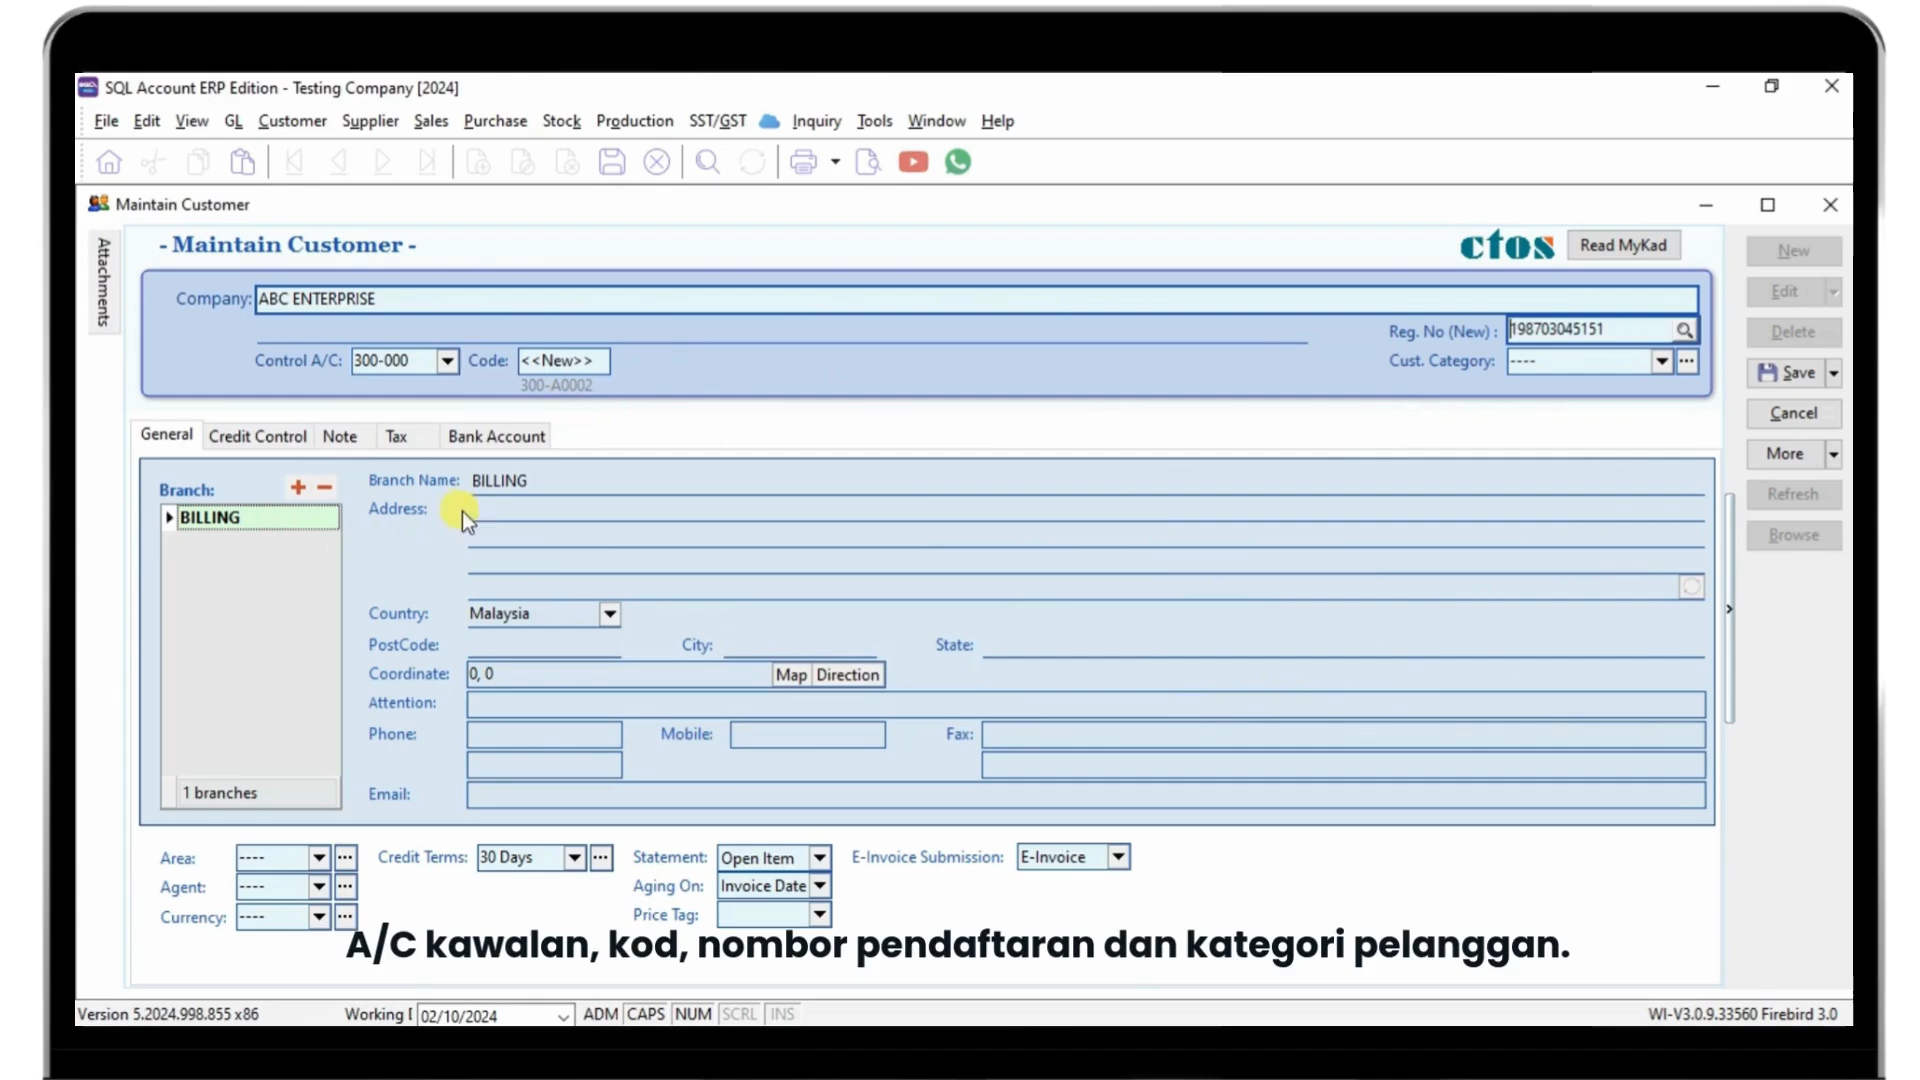 SQL Account ERP Edition - Testing Company [2024]
File Edit View GL Customer Supplier Sales Purchase Stock Production SST/GST Inquiry Tools Window Help
Maintain Customer
Attachments
- Maintain Customer -
ctos
Read MyKad
Company: ABC ENTERPRISE
Reg. No (New) : 198703045151
Control A/C: 300-000 Code: <<New>>
Cust. Category: ----
300-A0002
General Credit Control Note Tax Bank Account
Branch:
BILLING
1 branches
Branch Name: BILLING
Address:
Country: Malaysia
PostCode: City: State:
Coordinate: 0, 0 Map Direction
Attention:
Phone: Mobile: Fax:
Email:
Area: ---- Credit Terms: 30 Days Statement: Open Item E-Invoice Submission: E-Invoice
Agent: ---- Aging On: Invoice Date
Currency: ---- Price Tag:
New
Edit
Delete
Save
Cancel
More
Refresh
Browse
A/C kawalan, kod, nombor pendaftaran dan kategori pelanggan.
Version 5.2024.998.855 x86 Working 02/10/2024 ADM CAPS NUM SCRL INS WI-V3.0.9.33560 Firebird 3.0